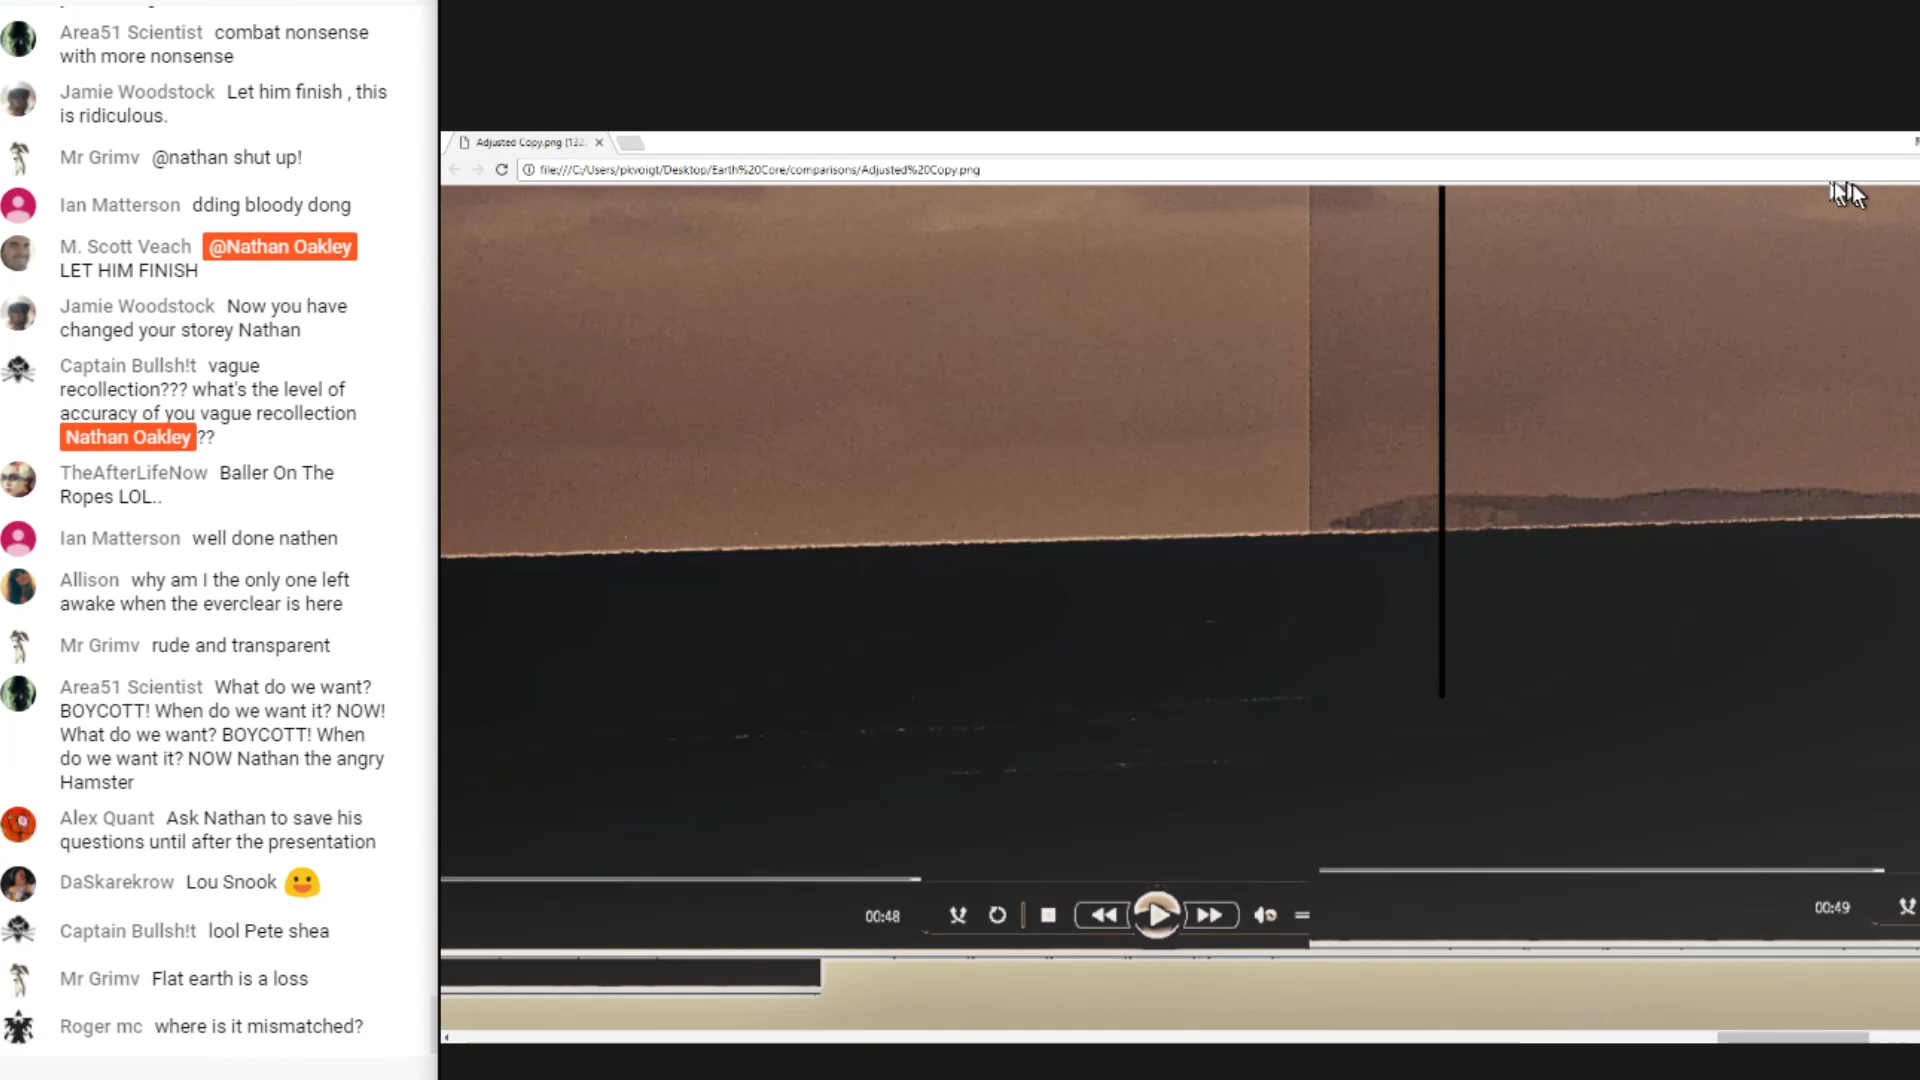 Area51 Scientist combat nonsense
with more nonsense
Jamie Woodstock Let him finish , this
is ridiculous.
Mr Grimv @nathan shut up!
Ian Matterson dding bloody dong
M. Scott Veach @Nathan Oakley
LET HIM FINISH
Jamie Woodstock Now you have
changed your storey Nathan
Captain Bullsh!t vague
recollection??? what's the level of
accuracy of you vague recollection
Nathan Oakley ??
TheAfterLifeNow Baller On The
Ropes LOL..
Ian Matterson well done nathen
Allison why am I the only one left
awake when the everclear is here
Mr Grimv rude and transparent
Area51 Scientist What do we want?
BOYCOTT! When do we want it? NOW!
What do we want? BOYCOTT! When
do we want it? NOW Nathan the angry
Hamster
Alex Quant Ask Nathan to save his
questions until after the presentation
DaSkarekrow Lou Snook
Captain Bullsh!t lool Pete shea
Mr Grimv Flat earth is a loss
Roger mc where is it mismatched?
Adjusted Copy.png (132
file:///C:/Users/pkvoigt/Desktop/Earth%20Core/comparisons/Adjusted%20Copy.png
00:48
00:49